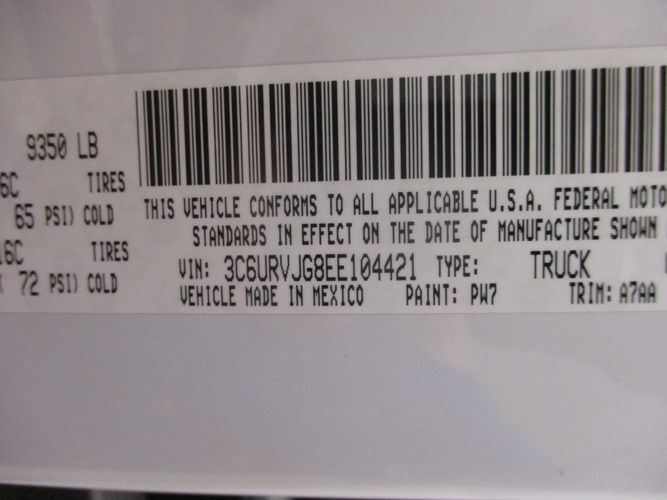 9350 LB
6C TIRES
65 PSI) COLD
16C TIRES
( 72 PSI) COLD
THIS VEHICLE CONFORMS TO ALL APPLICABLE U.S.A. FEDERAL MOTO
STANDARDS IN EFFECT ON THE DATE OF MANUFACTURE SHOWN
VIN: 3C6URVJG8EE104421 TYPE: TRUCK
VEHICLE MADE IN MEXICO PAINT: PW7 TRIM: A7AA